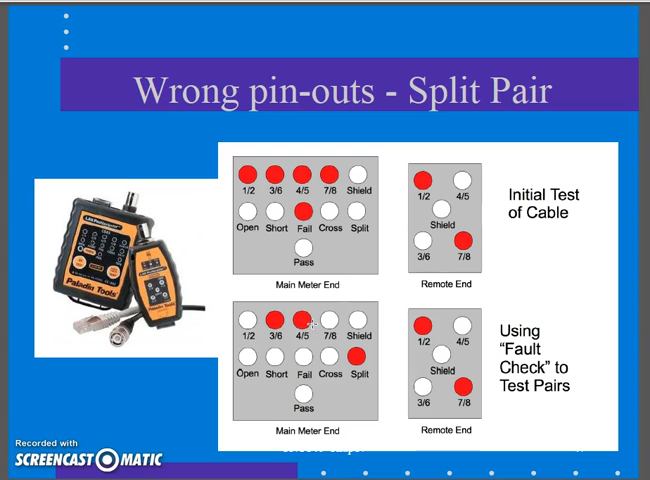 Wrong pin-outs - Split Pair
1/2 3/6 4/5 7/8 Shield
Open Short Fail Cross Split
Pass
Main Meter End
1/2 4/5
Shield
3/6 7/8
Remote End
Initial Test
of Cable
1/2 3/6 4/5 7/8 Shield
Open Short Fail Cross Split
Pass
Main Meter End
1/2 4/5
Shield
3/6 7/8
Remote End
Using
"Fault
Check" to
Test Pairs
Paladin Tools
Recorded with
SCREENCAST-O-MATIC